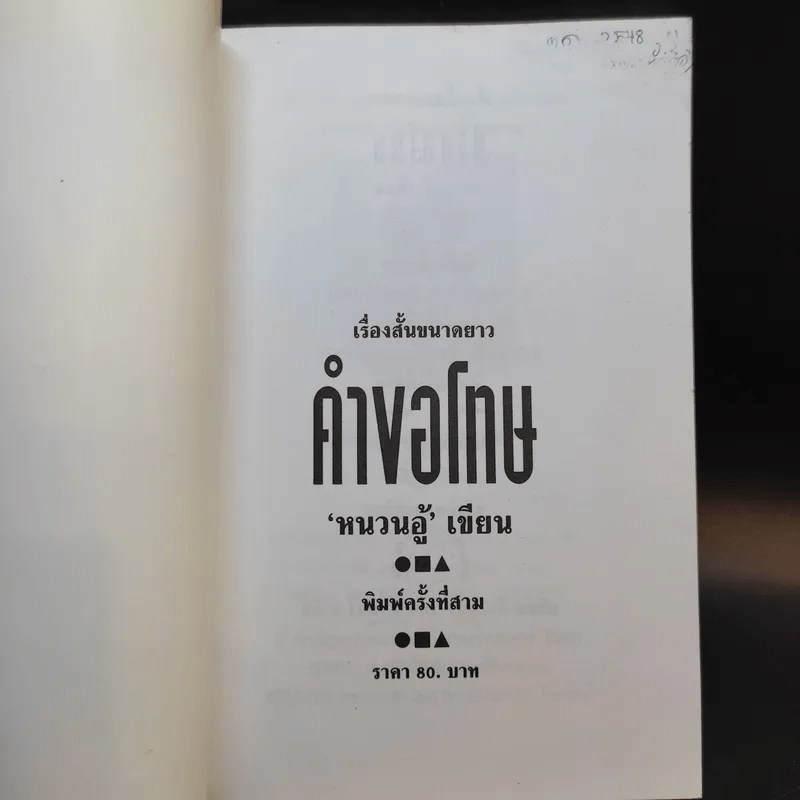 2548
เรื่องสั้นขนาดยาว
คำขอโทษ
‘หนวนอู้’ เขียน
●■▲
พิมพ์ครั้งที่สาม
●■▲
ราคา 80. บาท